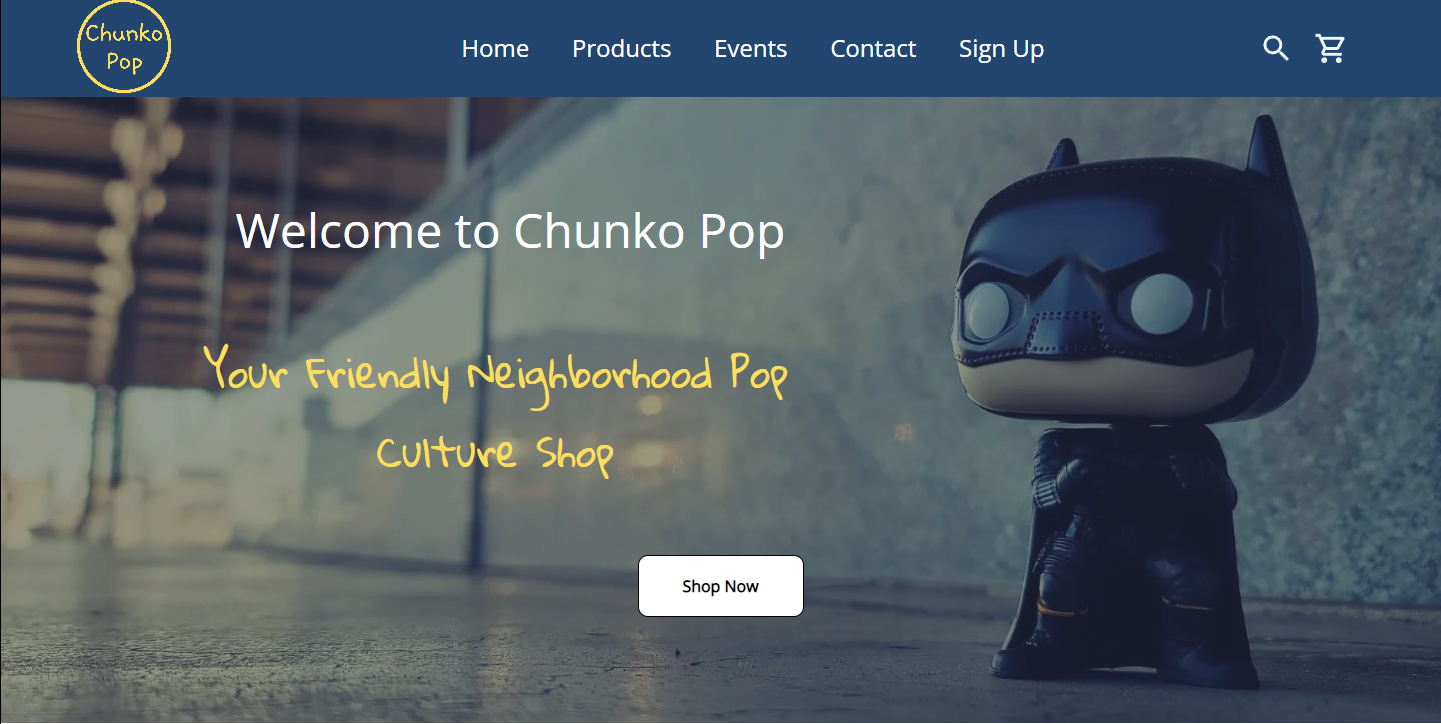 Chunko
Pop
Home Products Events Contact Sign Up
Welcome to Chunko Pop
Your Friendly Neighborhood Pop
Culture Shop
Shop Now